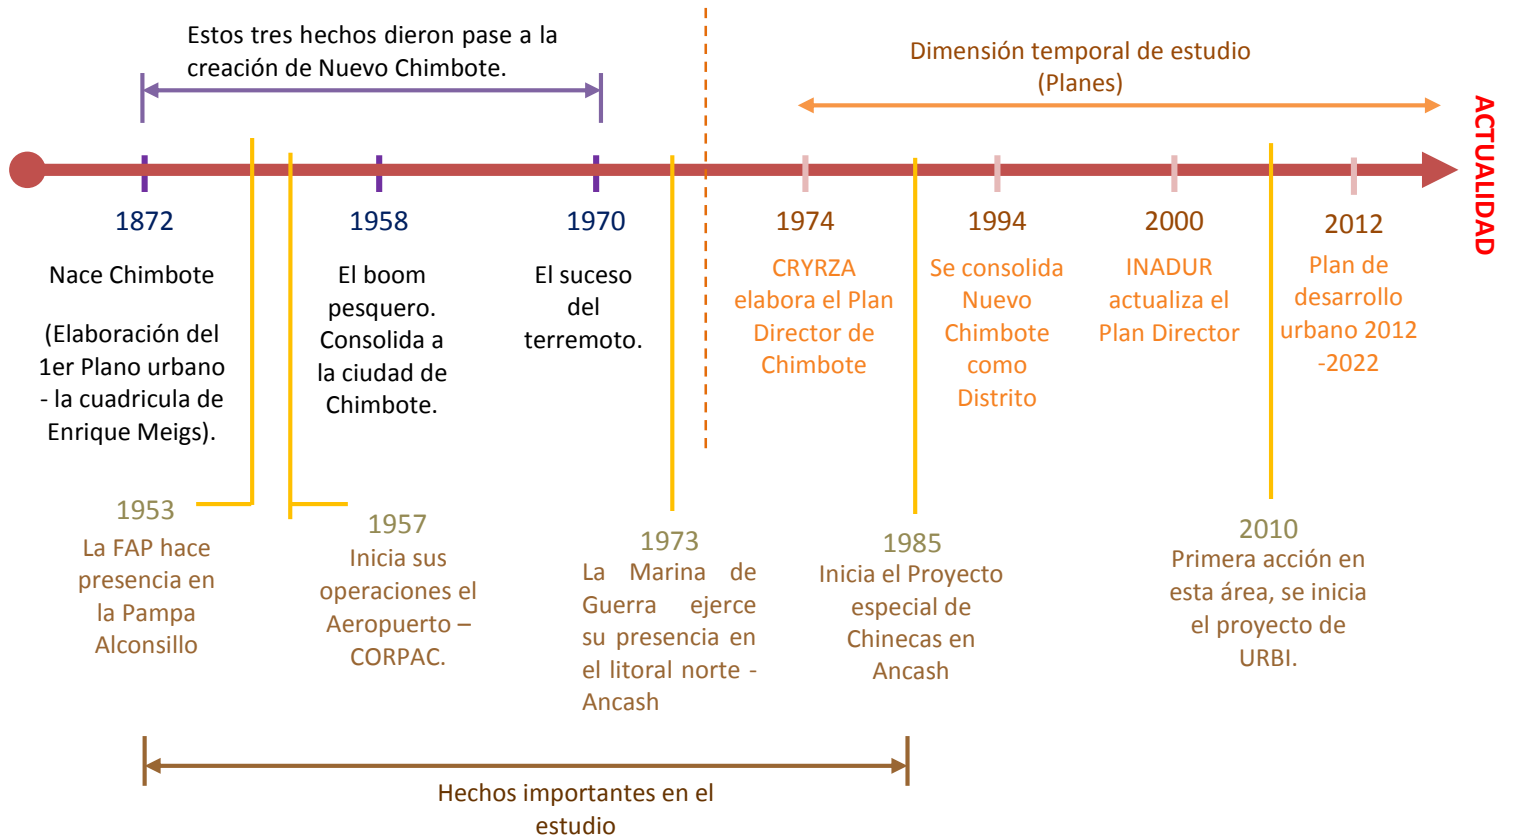 Estos tres hechos dieron pase a la
creación de Nuevo Chimbote.
Dimensión temporal de estudio
(Planes)
ACTUALIDAD
1872
Nace Chimbote
(Elaboración del
1er Plano urbano
- la cuadricula de
Enrique Meigs).
1958
El boom
pesquero.
Consolida a
la ciudad de
Chimbote.
1970
El suceso
del
terremoto.
1974
CRYRZA
elabora el Plan
Director de
Chimbote
1994
Se consolida
Nuevo
Chimbote
como
Distrito
2000
INADUR
actualiza el
Plan Director
2012
Plan de
desarrollo
urbano 2012
-2022
1953
La FAP hace
presencia en
la Pampa
Alconsillo
1957
Inicia sus
operaciones el
Aeropuerto –
CORPAC.
1973
La Marina de
Guerra ejerce
su presencia en
el litoral norte -
Ancash
1985
Inicia el Proyecto
especial de
Chinecas en
Ancash
2010
Primera acción en
esta área, se inicia
el proyecto de
URBI.
Hechos importantes en el
estudio